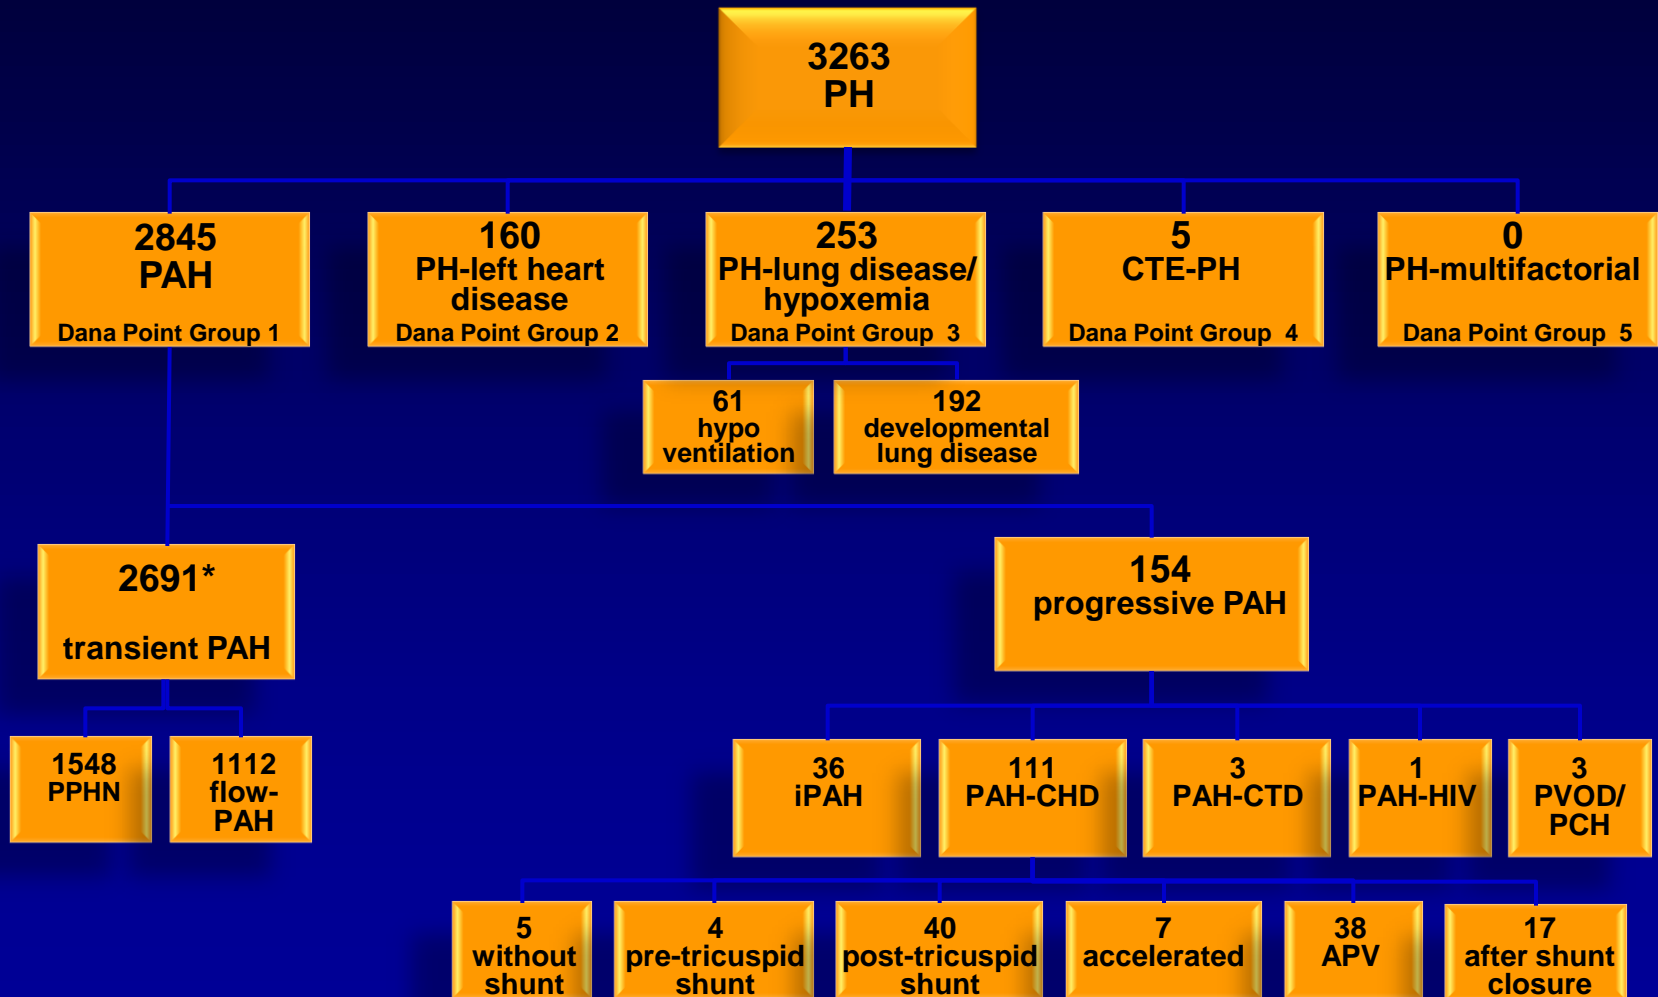 3263
PH
2845
PAH
Dana Point Group 1
160
PH-left heart
disease
Dana Point Group 2
253
PH-lung disease/
hypoxemia
Dana Point Group 3
5
CTE-PH
Dana Point Group 4
0
PH-multifactorial
Dana Point Group 5
61
hypo
ventilation
192
developmental
lung disease
2691*
transient PAH
154
progressive PAH
1548
PPHN
1112
flow-
PAH
36
iPAH
111
PAH-CHD
3
PAH-CTD
1
PAH-HIV
3
PVOD/
PCH
5
without
shunt
4
pre-tricuspid
shunt
40
post-tricuspid
shunt
7
accelerated
38
APV
17
after shunt
closure